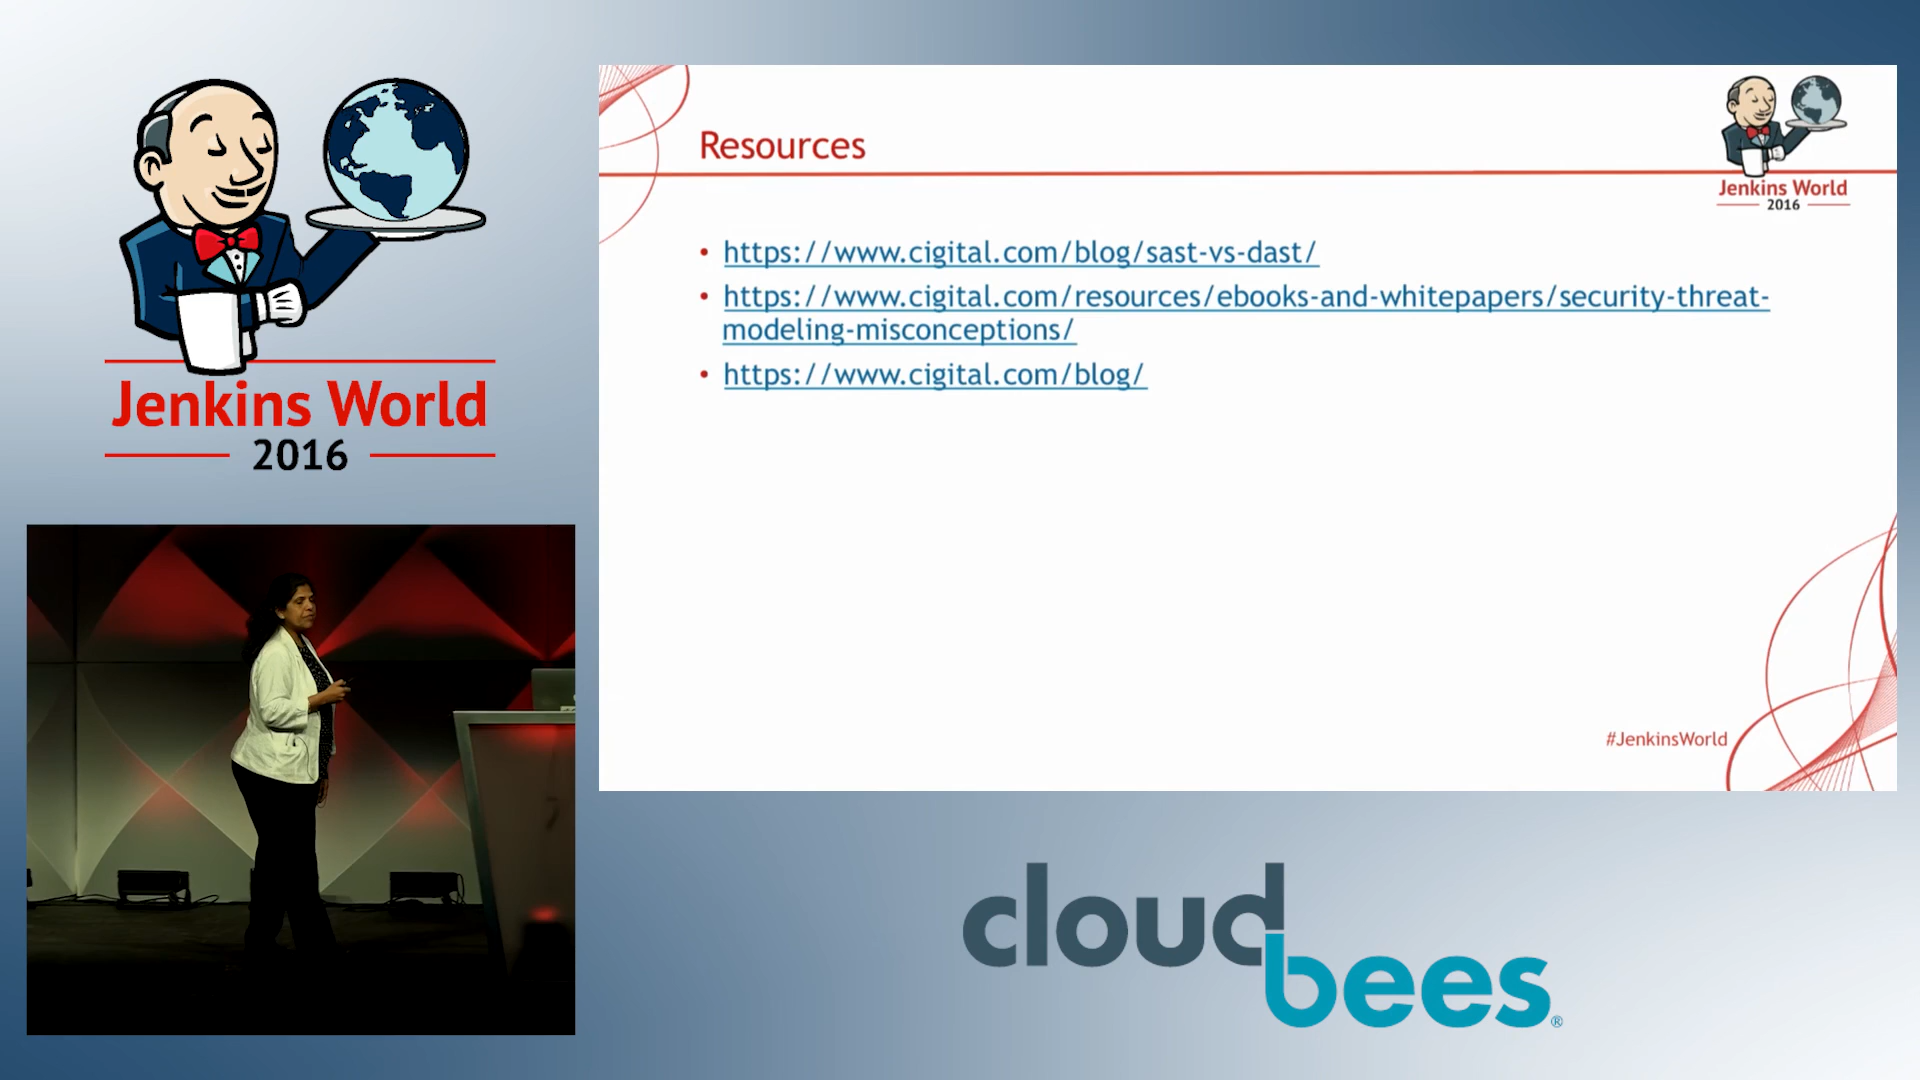 Jenkins World
2016
Resources
Jenkins World
2016
• https://www.cigital.com/blog/sast-vs-dast/
• https://www.cigital.com/resources/ebooks-and-whitepapers/security-threat-
modeling-misconceptions/
• https://www.cigital.com/blog/
#JenkinsWorld
cloud
bees®